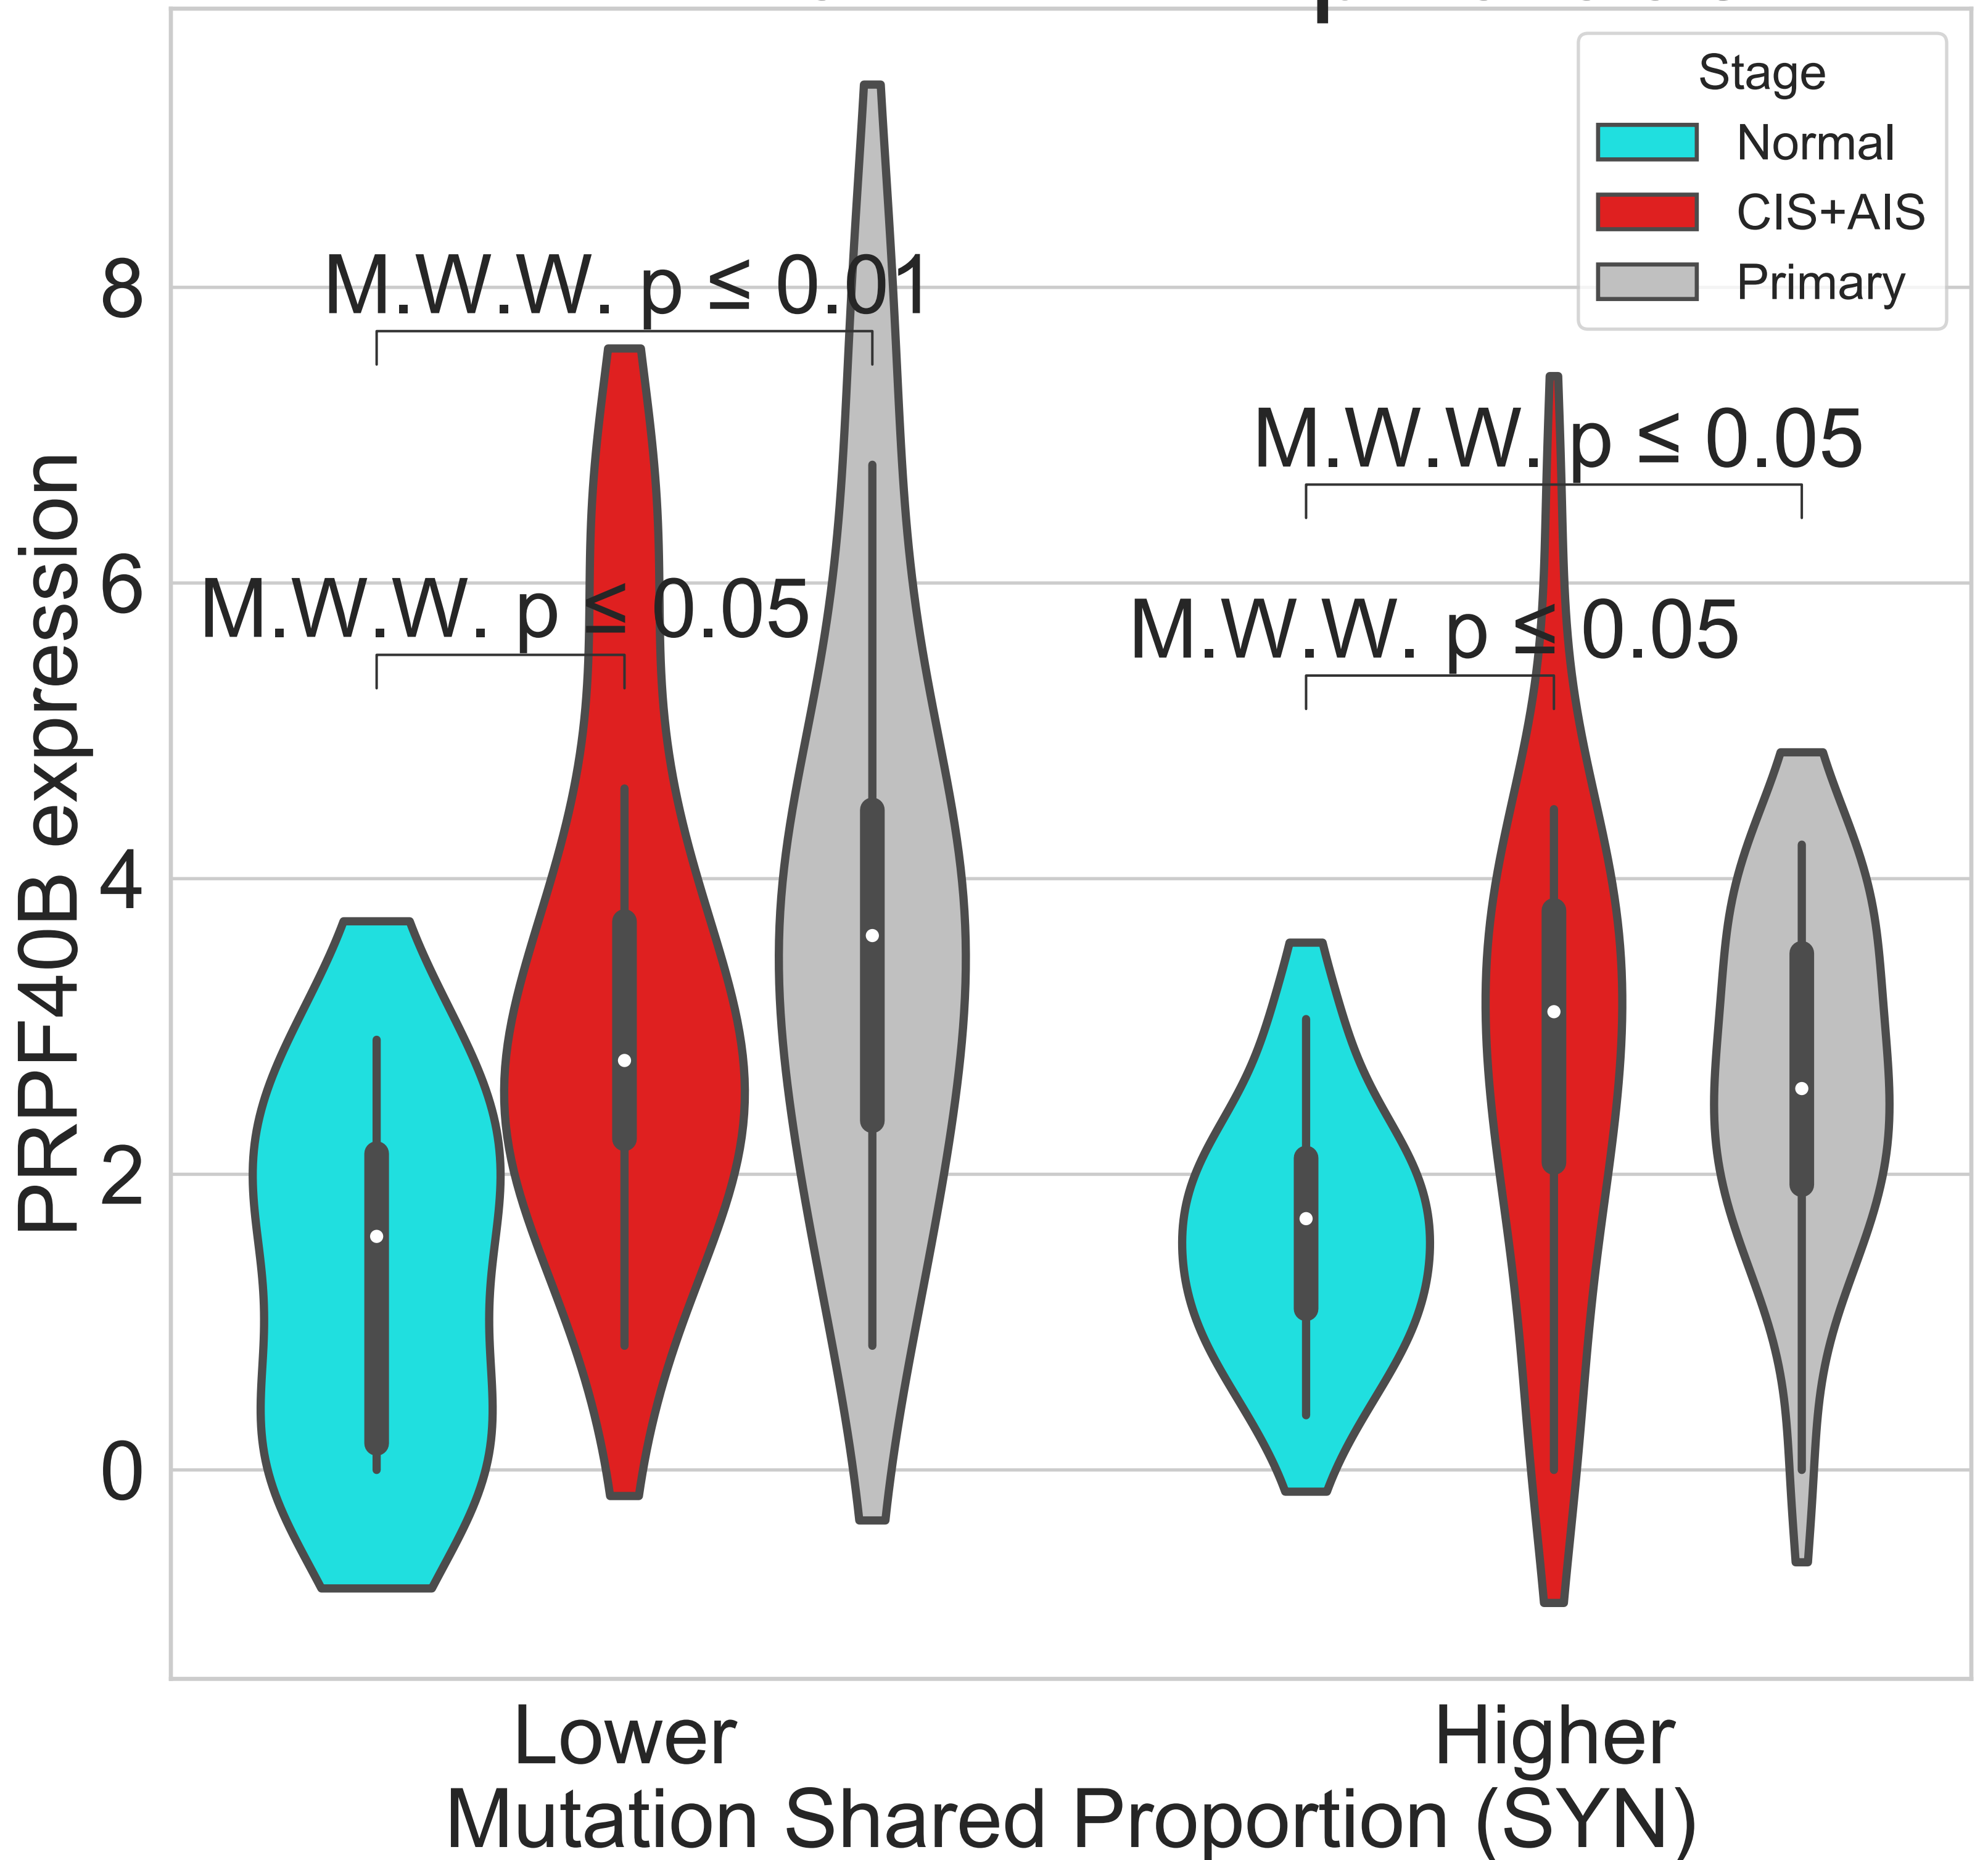 Stage
Normal
CIS+AIS
Primary
M.W.W. p ≤ 0.01
M.W.W. p ≤ 0.05
M.W.W. p ≤ 0.05
M.W.W. p ≤ 0.05
8
6
4
2
0
PRPF40B expression
Lower
Higher
Mutation Shared Proportion (SYN)